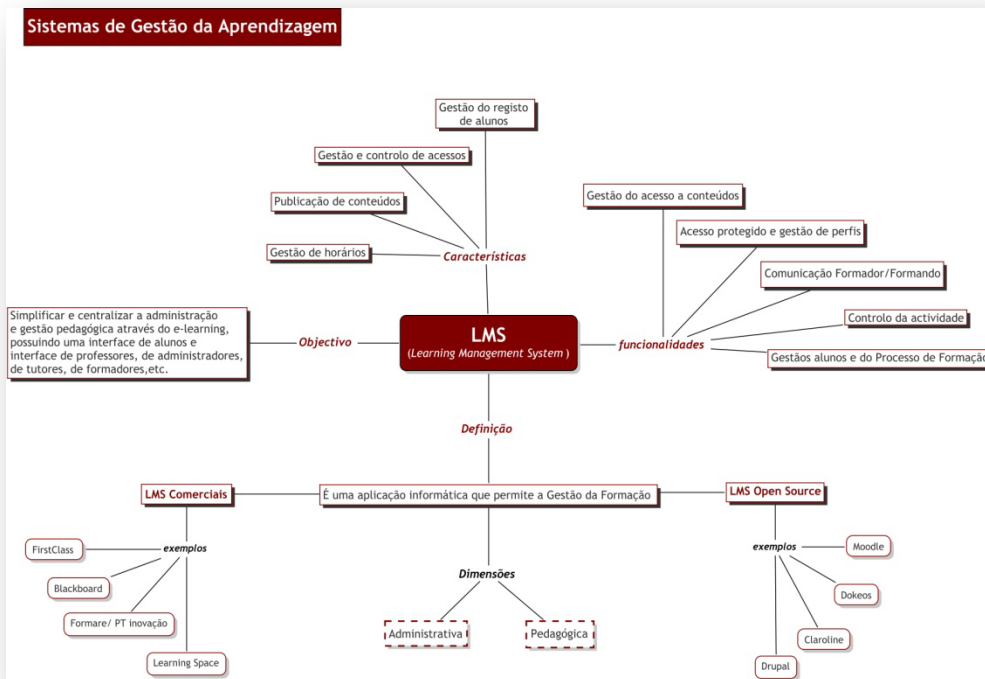 Sistemas de Gestão da Aprendizagem
Gestão do registo
de alunos
Gestão e controlo de acessos
Publicação de conteúdos
Gestão de horários
Características
Gestão do acesso a conteúdos
Acesso protegido e gestão de perfis
Comunicação Formador/Formando
Controlo da actividade
Gestãos alunos e do Processo de Formação
funcionalidades
Simplificar e centralizar a administração
e gestão pedagógica através do e-learning,
possuindo uma interface de alunos e
interface de professores, de administradores,
de tutores, de formadores,etc.
Objectivo
LMS
(Learning Management System)
Definição
LMS Comerciais
É uma aplicação informática que permite a Gestão da Formação
LMS Open Source
exemplos
FirstClass
Blackboard
Formare/ PT inovação
Learning Space
Dimensões
Administrativa
Pedagógica
exemplos
Moodle
Dokeos
Claroline
Drupal